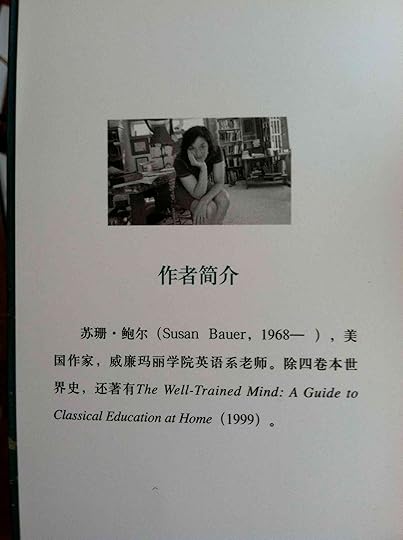 作者简介
苏珊·鲍尔（Susan Bauer，1968— ），美
国作家，威廉玛丽学院英语系老师。除四卷本世
界史，还著有The Well-Trained Mind: A Guide to
Classical Education at Home（1999）。